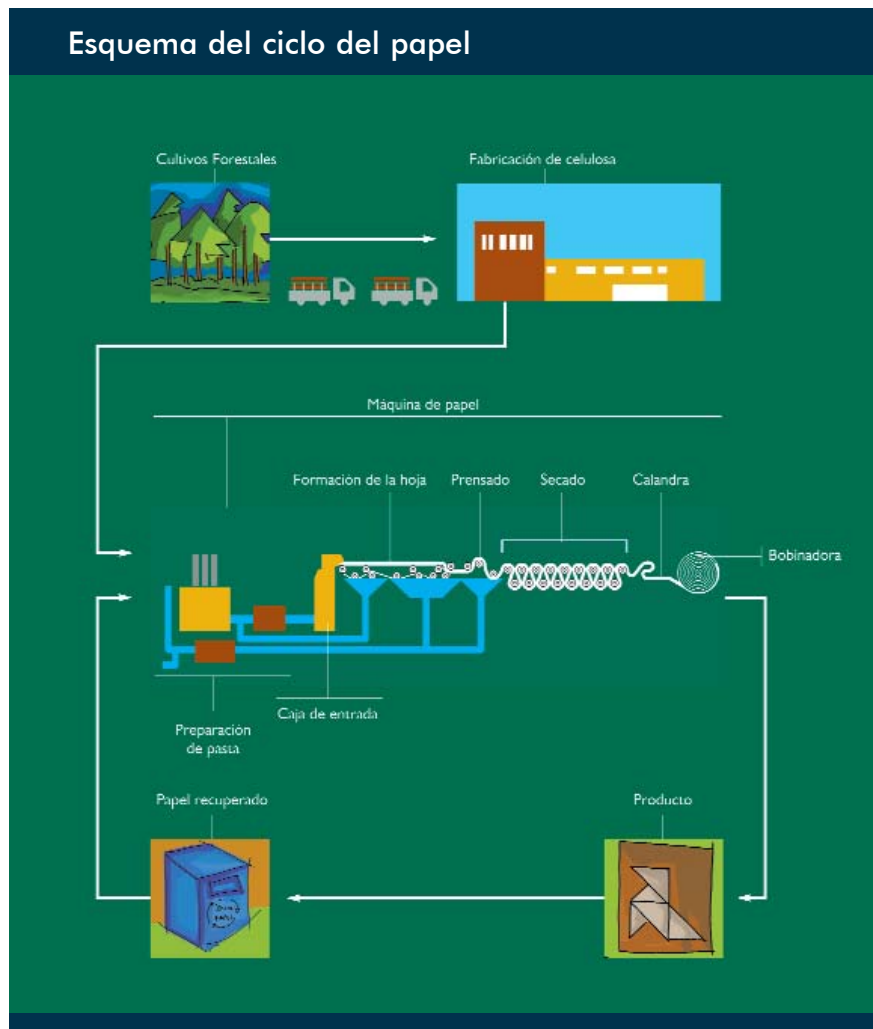 Esquema del ciclo del papel
Cultivos Forestales
Fabricación de celulosa
Máquina de papel
Formación de la hoja
Prensado
Secado
Calandra
Bobinadora
Caja de entrada
Preparación
de pasta
Papel recuperado
Producto